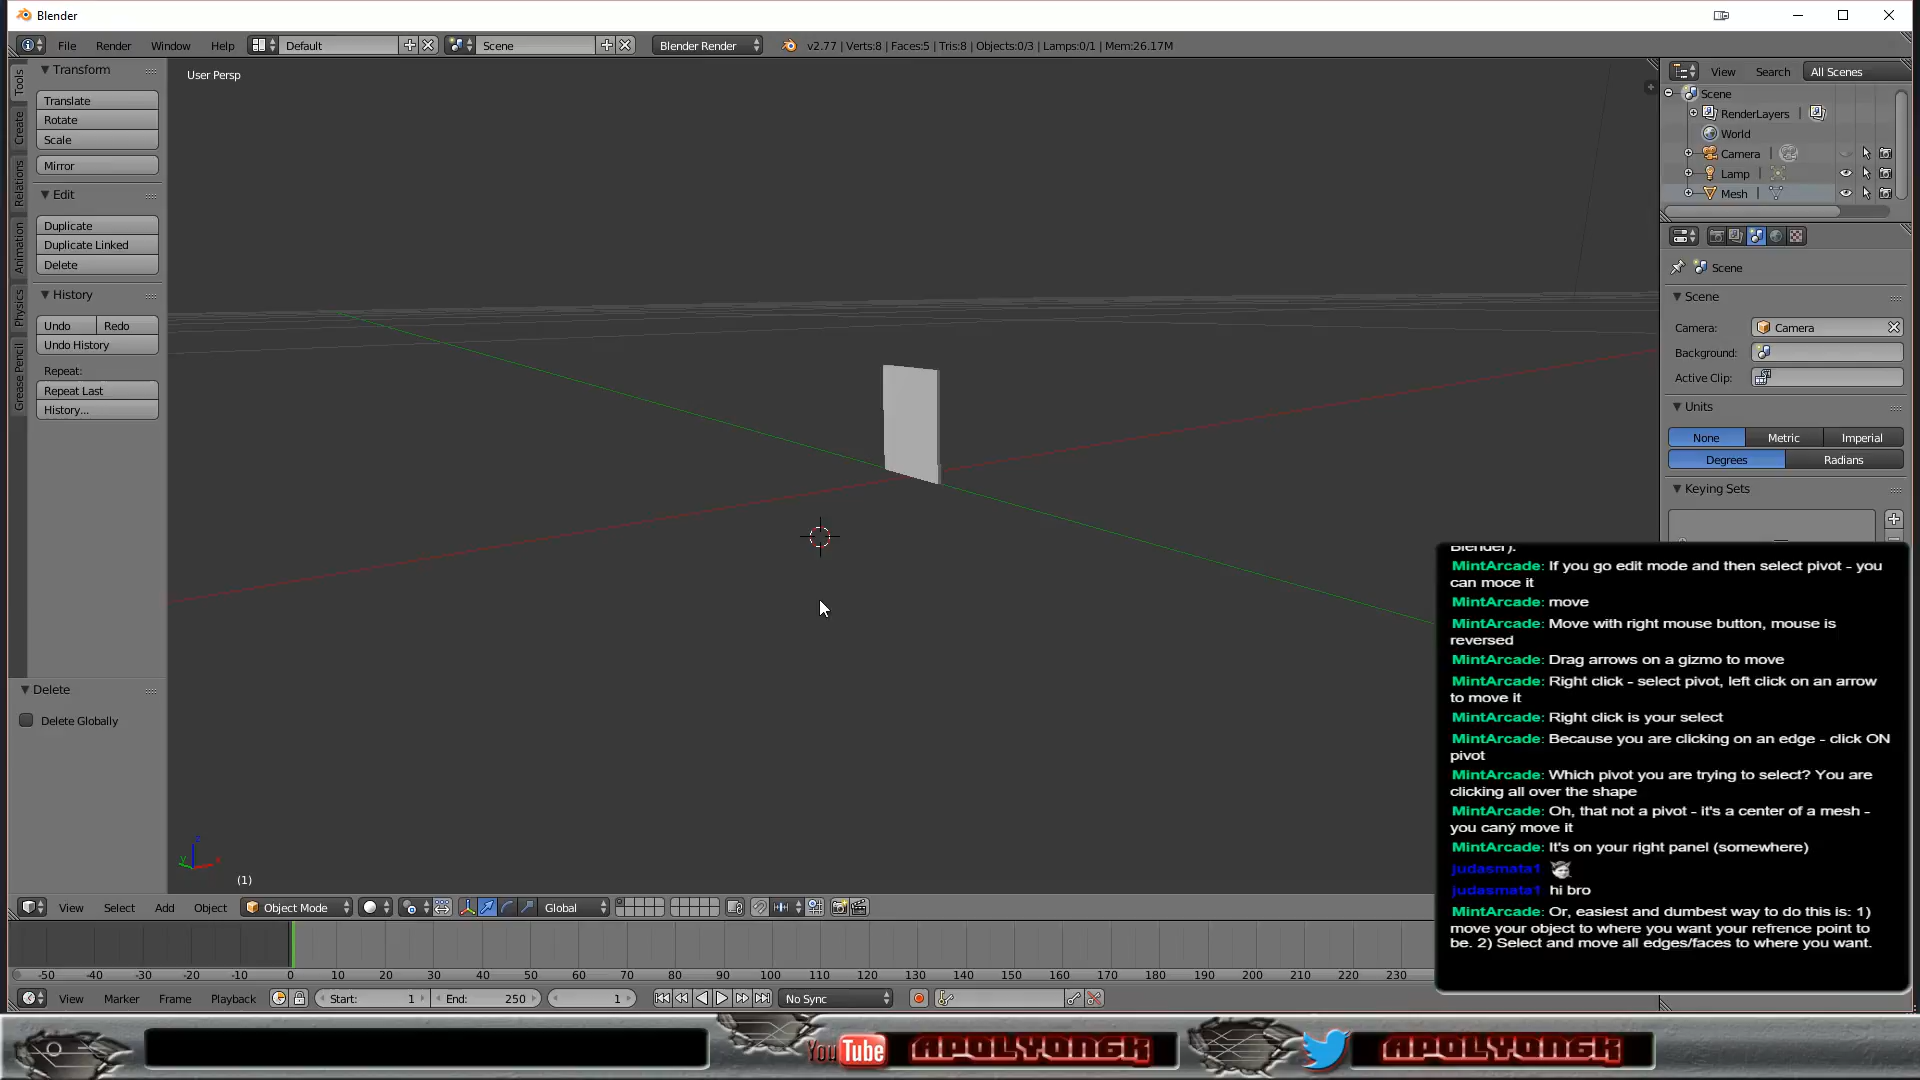 Blender
File Render Window Help Default Scene Blender Render v2.77 | Verts:8 | Faces:5 | Tris:8 | Objects:0/3 | Lamps:0/1 | Mem:26.17M
Tools
Create
Relations
Animation
Physics
Grease Pencil
Transform
Translate
Rotate
Scale
Mirror
Edit
Duplicate
Duplicate Linked
Delete
History
Undo Redo
Undo History
Repeat:
Repeat Last
History...
Delete
Delete Globally
User Persp
z
y
x
(1)
View Search All Scenes
Scene
RenderLayers |
World
Camera |
Lamp |
Mesh |
Scene
Scene
Camera: Camera
Background:
Active Clip:
Units
None Metric Imperial
Degrees Radians
Keying Sets
Blender).
MintArcade: If you go edit mode and then select pivot - you
can moce it
MintArcade: move
MintArcade: Move with right mouse button, mouse is
reversed
MintArcade: Drag arrows on a gizmo to move
MintArcade: Right click - select pivot, left click on an arrow
to move it
MintArcade: Right click is your select
MintArcade: Because you are clicking on an edge - click ON
pivot
MintArcade: Which pivot you are trying to select? You are
clicking all over the shape
MintArcade: Oh, that not a pivot - it's a center of a mesh -
you caný move it
MintArcade: It's on your right panel (somewhere)
judasmata1
judasmata1 hi bro
MintArcade: Or, easiest and dumbest way to do this is: 1)
move your object to where you want your refrence point to
be. 2) Select and move all edges/faces to where you want.
View Select Add Object Object Mode Global
-50 -40 -30 -20 -10 0 10 20 30 40 50 60 70 80 90 100 110 120 130 140 150 160 170 180 190 200 210 220 230
View Marker Frame Playback Start: 1 End: 250 1 No Sync
YouTube APOLYON6K APOLYON6K